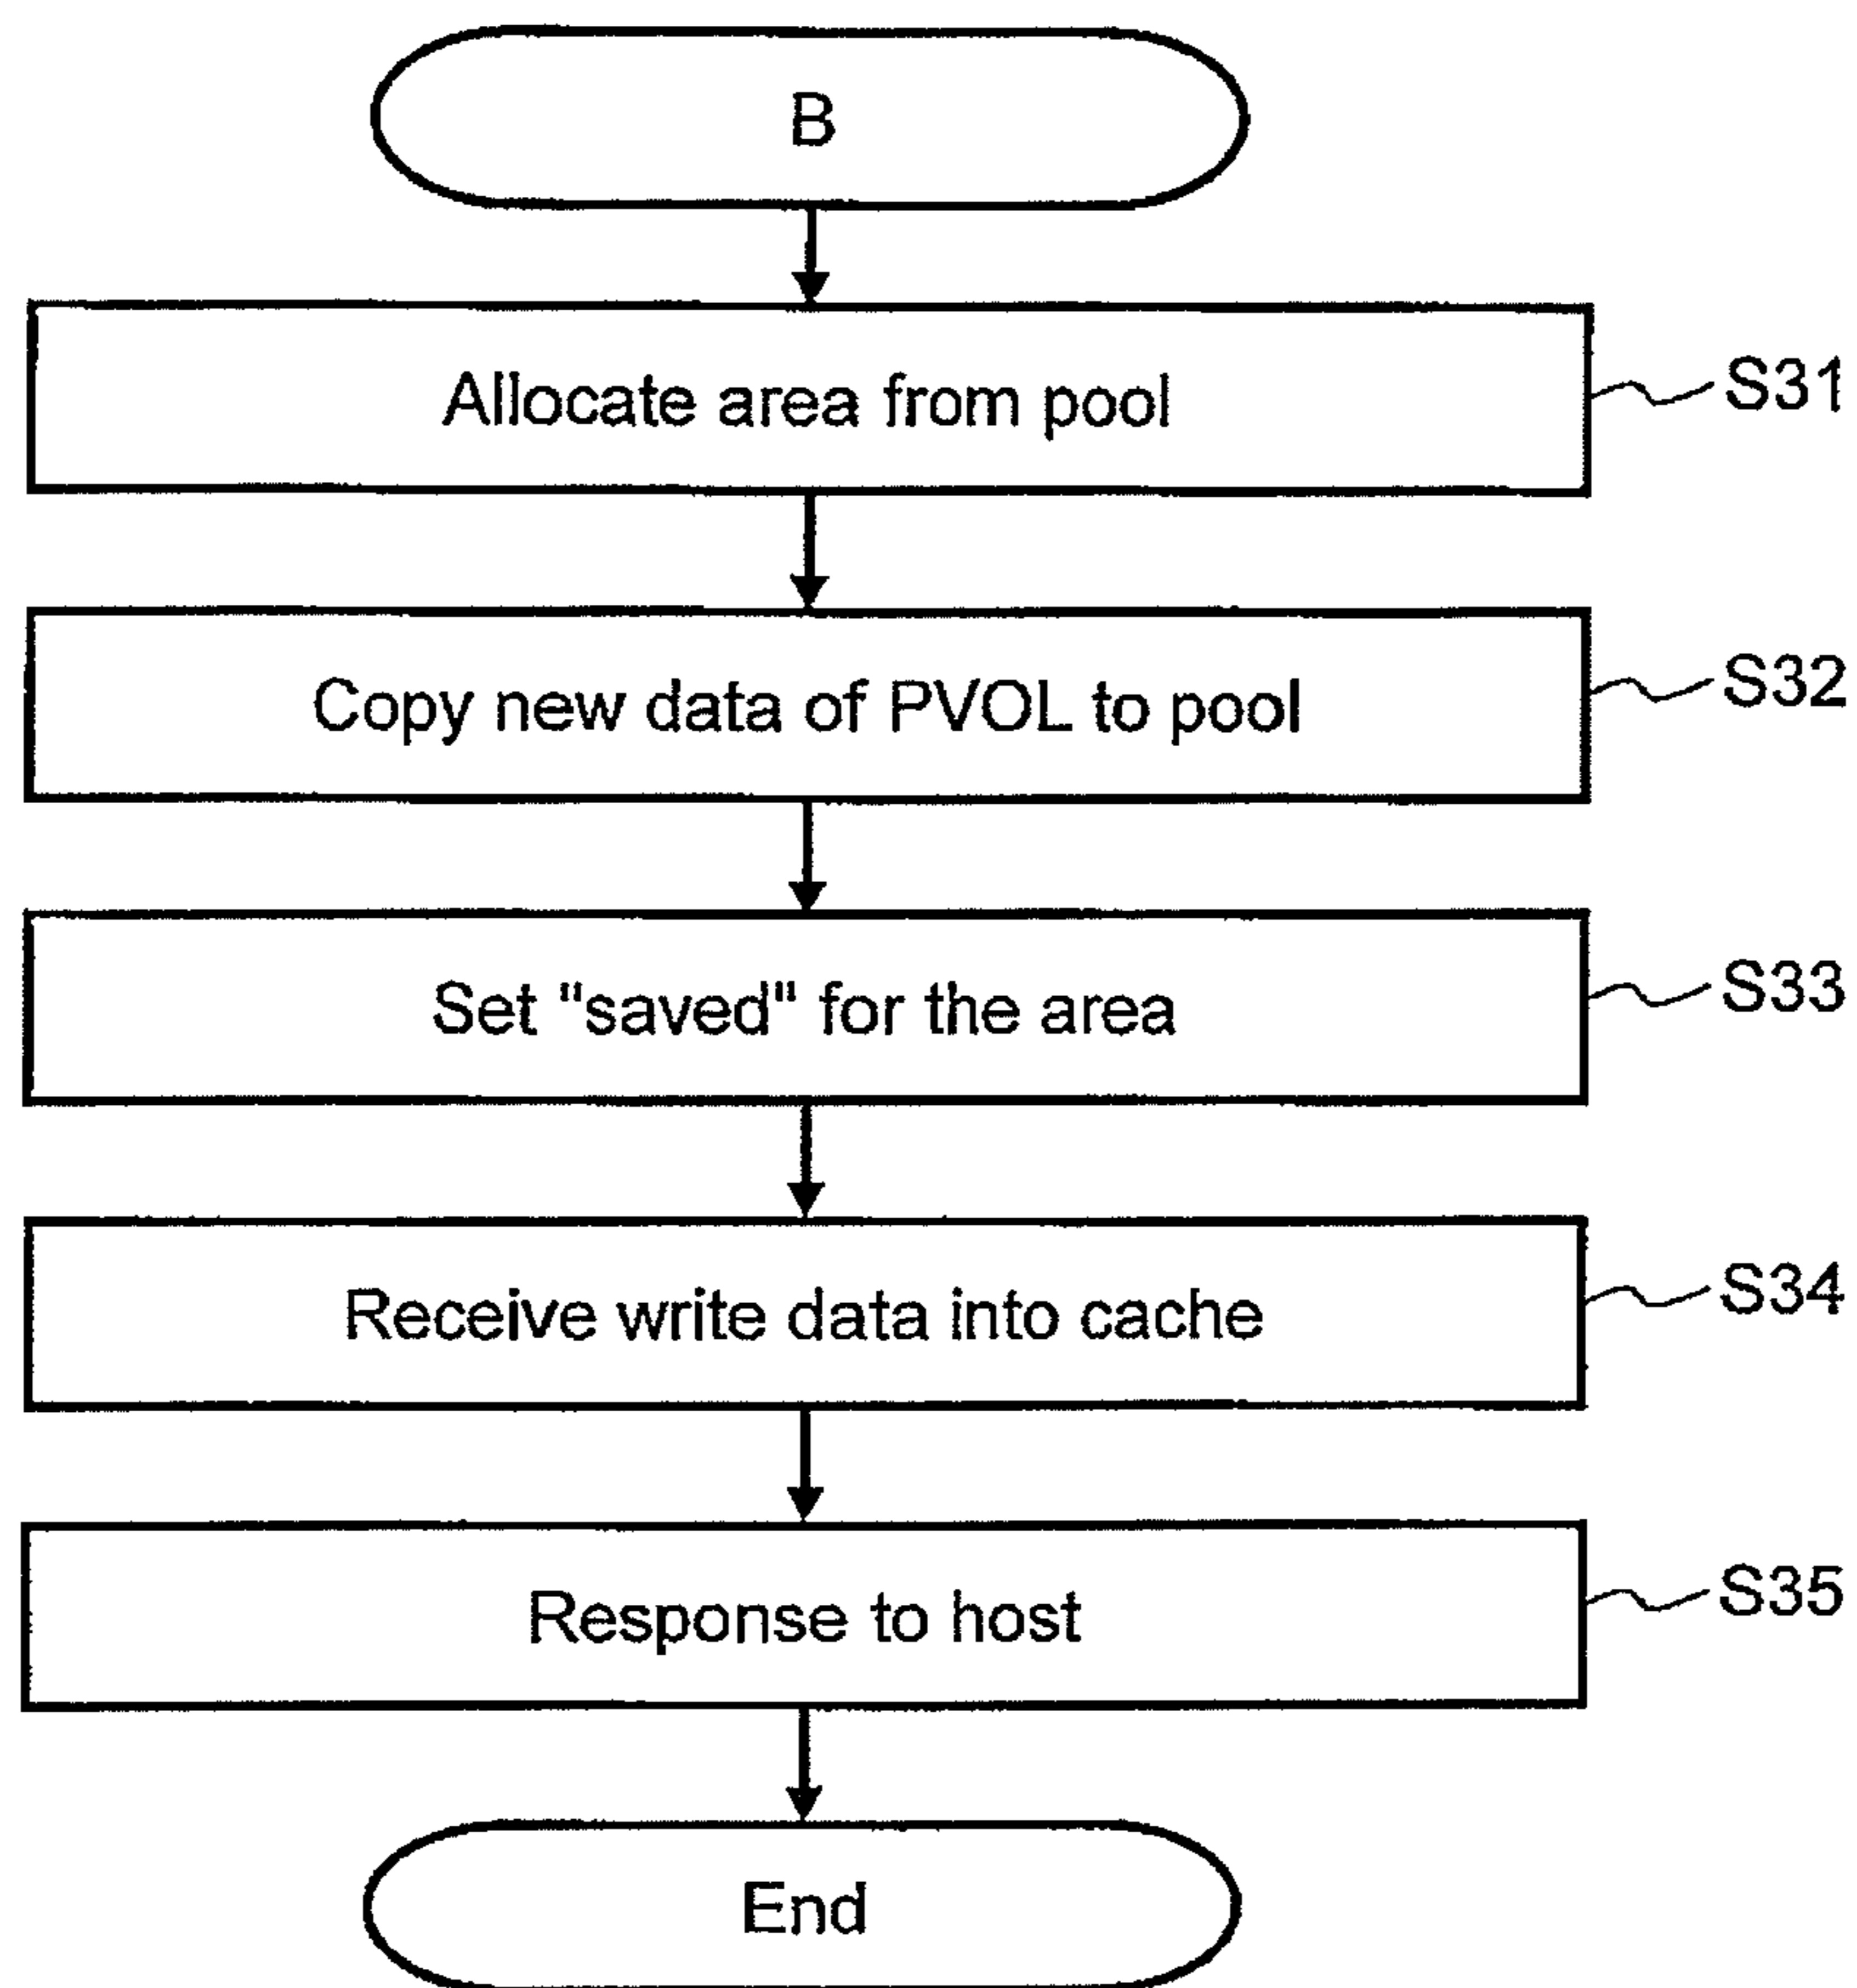 B
Allocate area from pool
S31
Copy new data of PVOL to pool
S32
Set "saved" for the area
S33
Receive write data into cache
S34
Response to host
S35
End